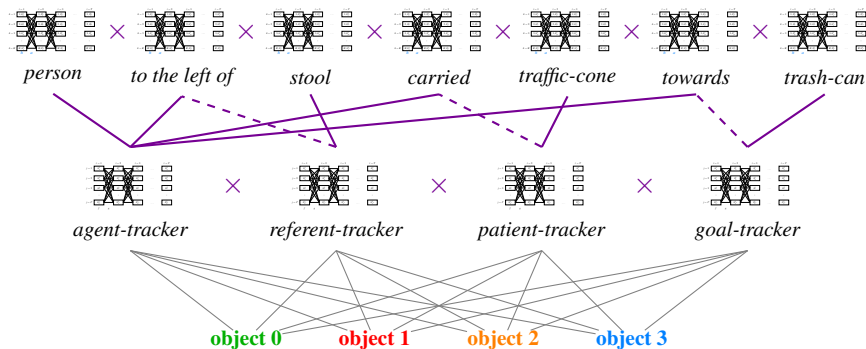 × × × × × ×
person to the left of stool carried traffic-cone towards trash-can
× × ×
agent-tracker referent-tracker patient-tracker goal-tracker
object 0 object 1 object 2 object 3